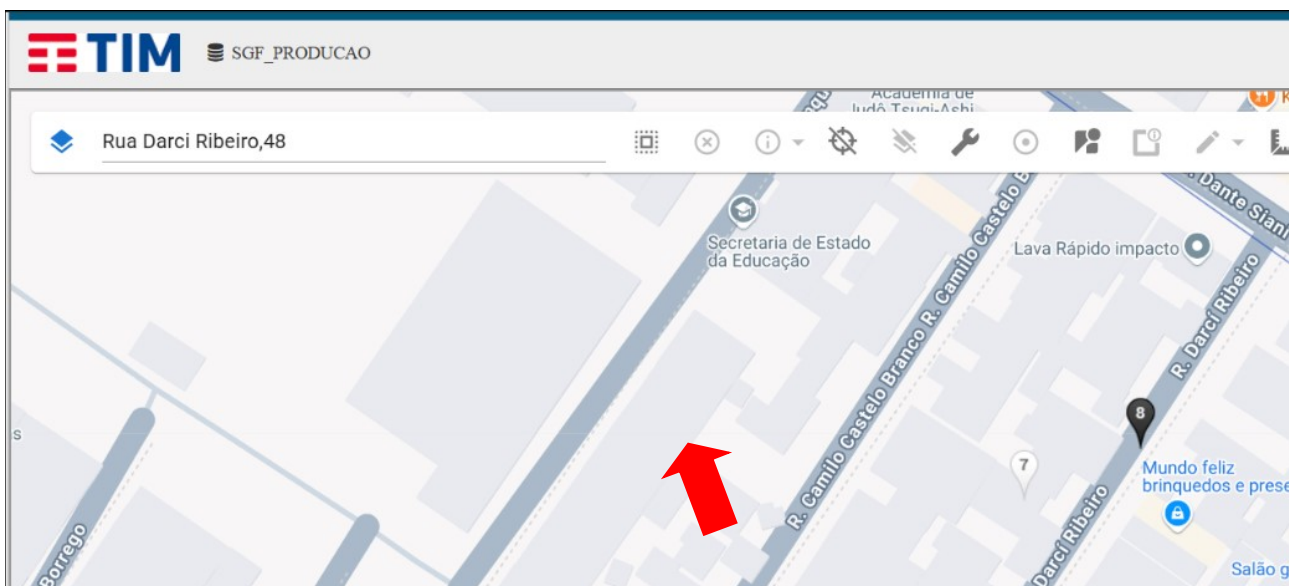 TIM
SGF_PRODUCAO
Academia de
Judô Tsugi-Ashi
K
Rua Darci Ribeiro,48
Dante Siani
Secretaria de Estado
da Educação
R. Camilo Castelo Branco
R. Camilo Castelo B
Lava Rápido impacto
R. Darcí Ribeiro
8
7
Mundo feliz
brinquedos e prese
Darcí Ribeiro
s
Borrego
Salão g